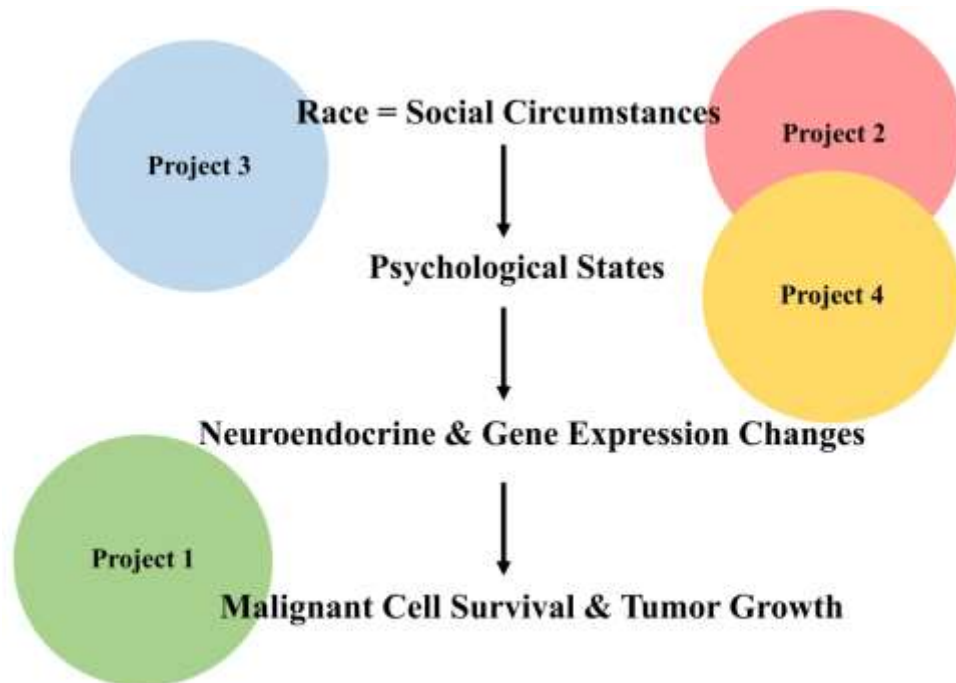 Race = Social Circumstances
Project 2
Project 3
Psychological States
Project 4
Neuroendocrine & Gene Expression Changes
Project 1
Malignant Cell Survival & Tumor Growth